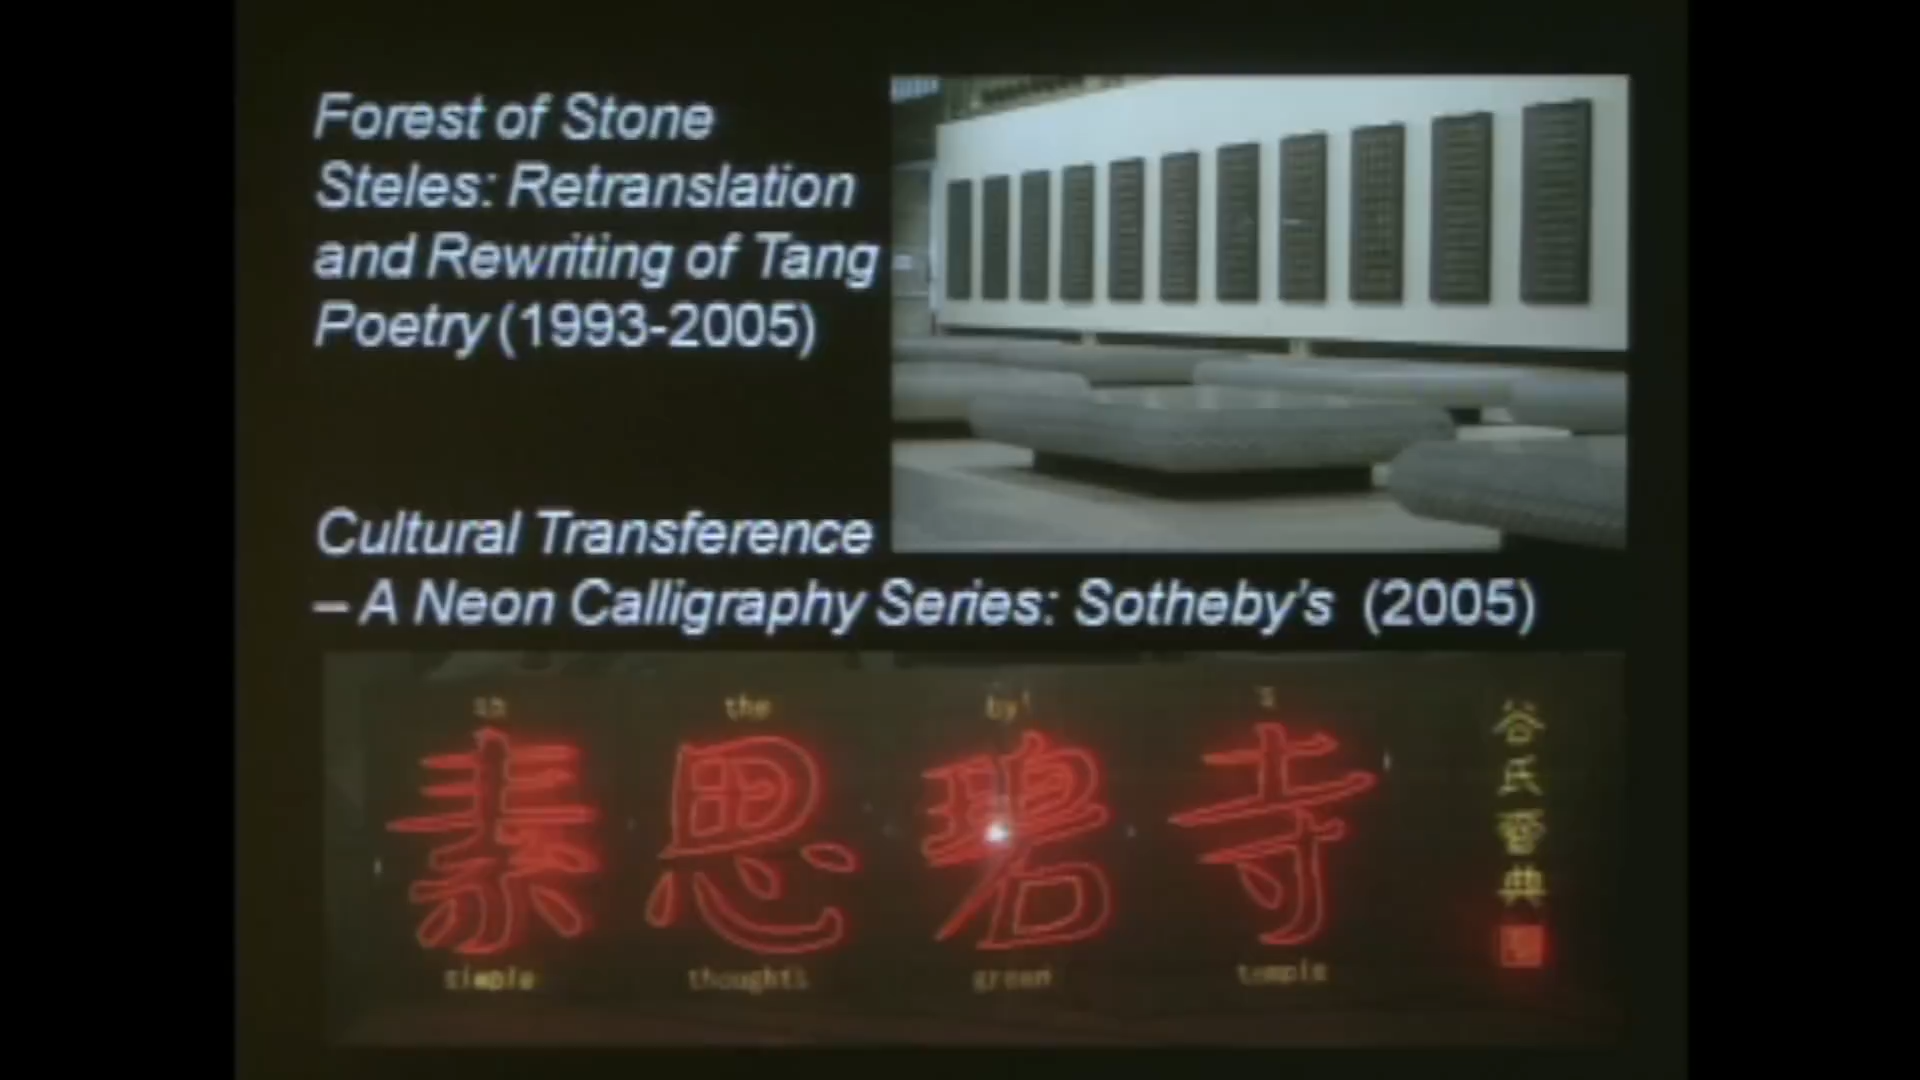 Forest of Stone
Steles: Retranslation
and Rewriting of Tang
Poetry (1993-2005)
Cultural Transference
– A Neon Calligraphy Series: Sotheby's (2005)
the by' s
素思碧寺
simple thoughts green temple
谷氏
典